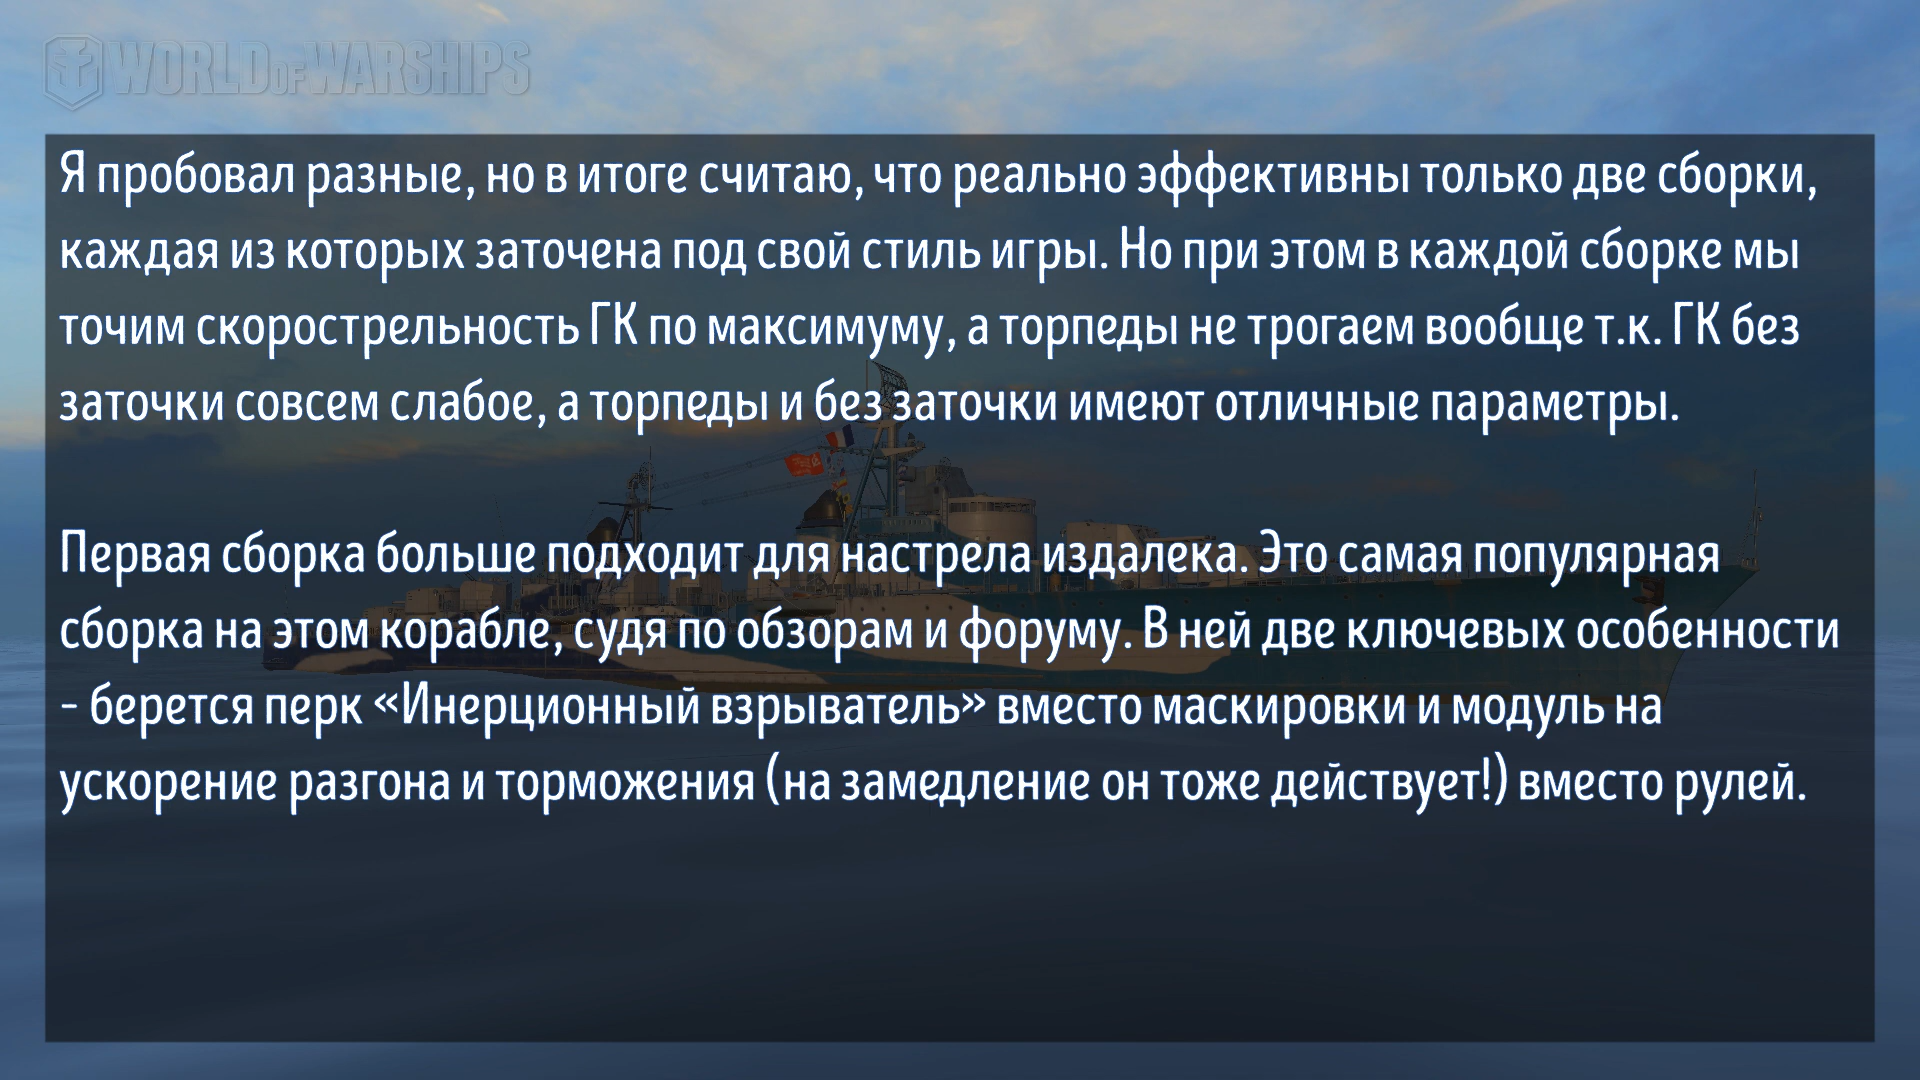 WORLD OF WARSHIPS
Я пробовал разные, но в итоге считаю, что реально эффективны только две сборки,
каждая из которых заточена под свой стиль игры. Но при этом в каждой сборке мы
точим скорострельность ГК по максимуму, а торпеды не трогаем вообще т.к. ГК без
заточки совсем слабое, а торпеды и без заточки имеют отличные параметры.
Первая сборка больше подходит для настрела издалека. Это самая популярная
сборка на этом корабле, судя по обзорам и форуму. В ней две ключевых особенности
- берется перк «Инерционный взрыватель» вместо маскировки и модуль на
ускорение разгона и торможения (на замедление он тоже действует!) вместо рулей.